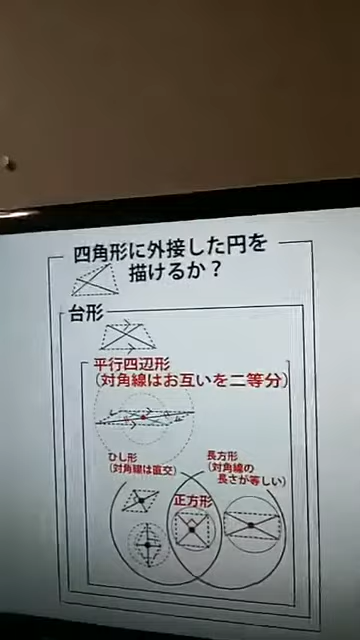 四角形に外接した円を
描けるか？
台形
平行四辺形
（対角線はお互いを二等分）
ひし形
（対角線は直交）
長方形
（対角線の
長さが等しい）
正方形